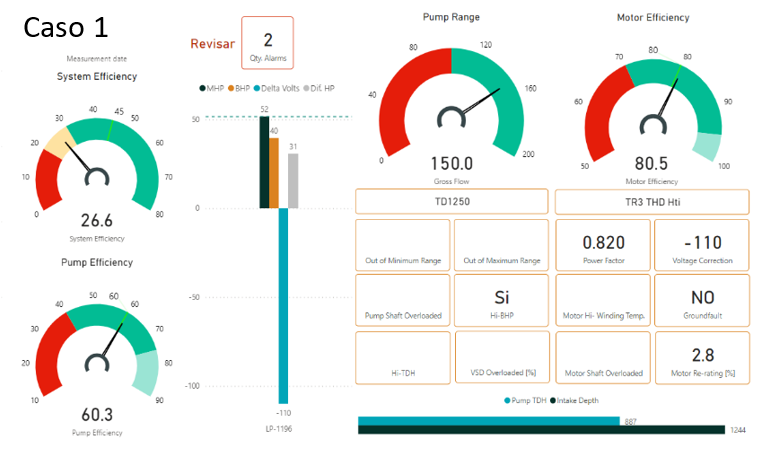 Caso 1
Measurement date
System Efficiency
0
10
20
30
40
45
50
60
70
80
26.6
System Efficiency
Pump Efficiency
10
20
30
40
50
60
60
70
80
90
60.3
Pump Efficiency
Revisar
2
Qty. Alarms
MHP BHP Delta Volts Dif. HP
50
0
-50
-100
52
40
31
-110
LP-1196
Pump Range
0
40
80
120
160
200
150.0
Gross Flow
Motor Efficiency
50
60
70
80
80
90
100
80.5
Motor Efficiency
TD1250
TR3 THD Hti
Out of Minimum Range
Out of Maximum Range
0.820
Power Factor
-110
Voltage Correction
Pump Shaft Overloaded
Si
Hi-BHP
Motor Hi- Winding Temp.
NO
Groundfault
Hi-TDH
VSD Overloaded [%]
Motor Shaft Overloaded
2.8
Motor Re-rating [%]
Pump TDH Intake Depth
887
1244